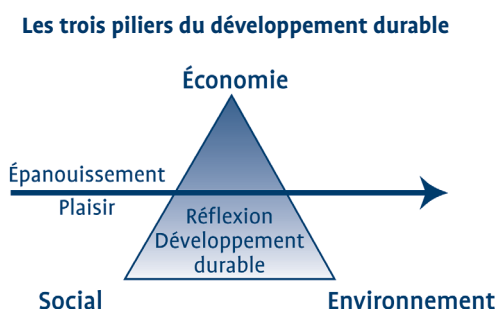 Les trois piliers du développement durable
Économie
Épanouissement
Plaisir
Réflexion
Développement
durable
Social
Environnement